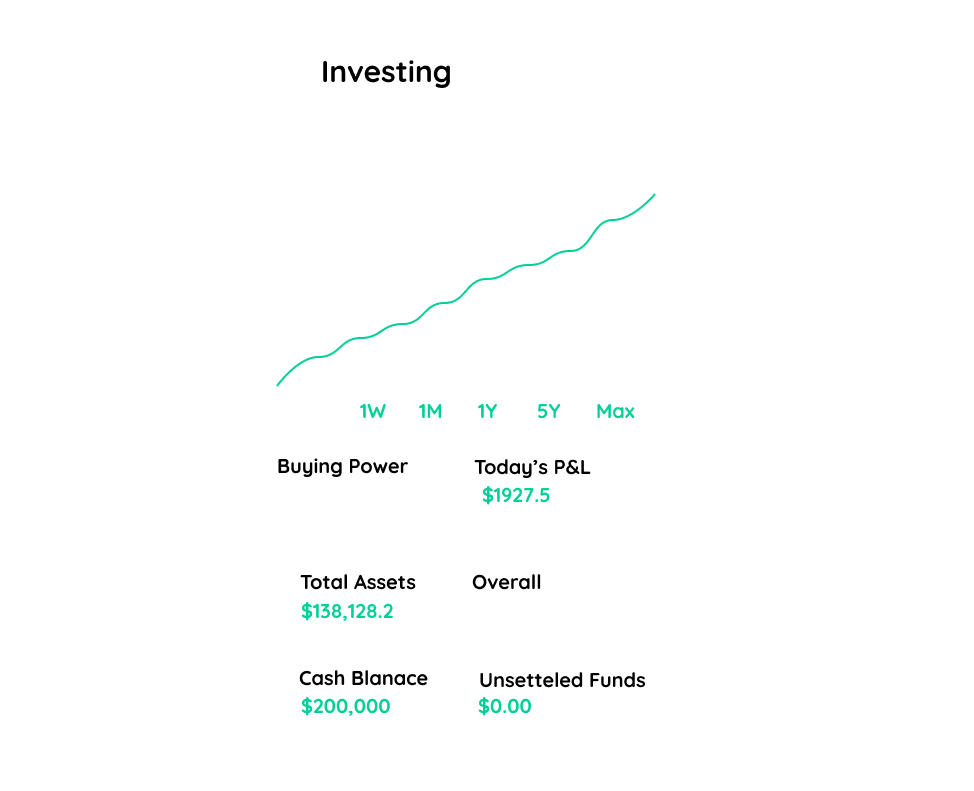 Investing
1W 1M 1Y 5Y Max
Buying Power Today's P&L
$1927.5
Total Assets Overall
$138,128.2
Cash Blanace Unsetteled Funds
$200,000 $0.00